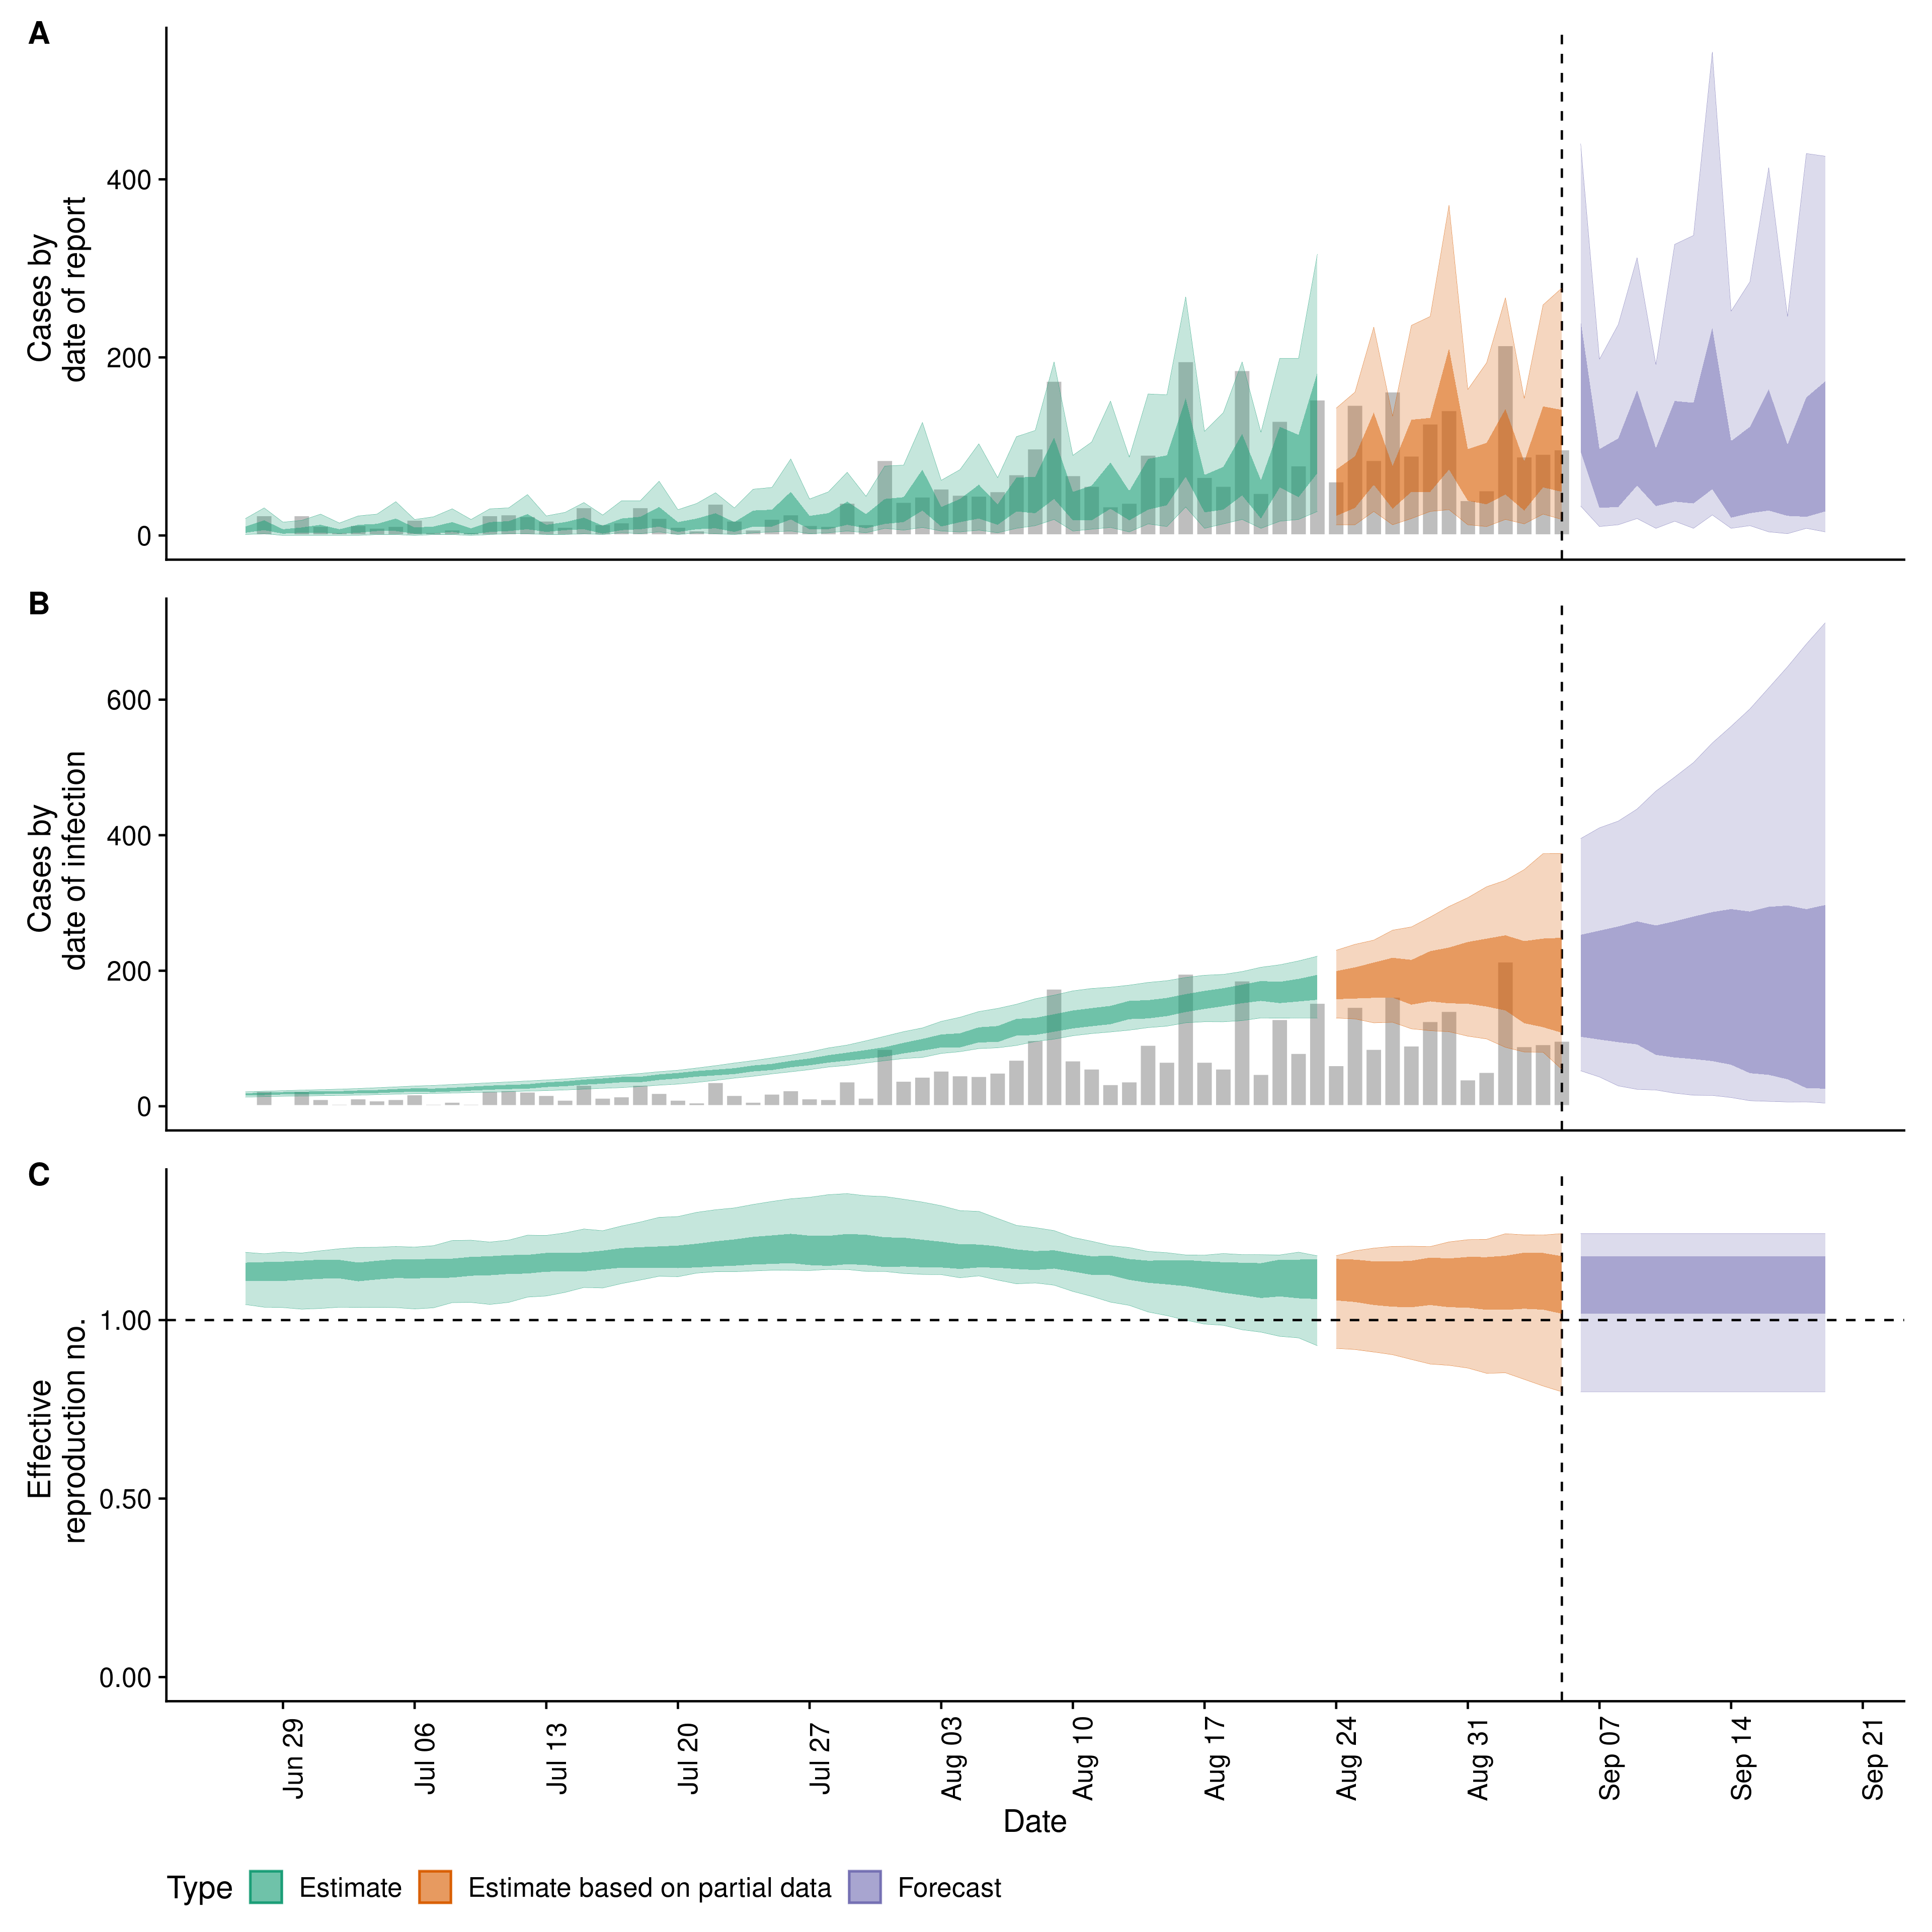 A
Cases by
date of report
400
200
0
B
Cases by
date of infection
600
400
200
0
C
Effective
reproduction no.
1.00
0.50
0.00
Jun 29
Jul 06
Jul 13
Jul 20
Jul 27
Aug 03
Aug 10
Aug 17
Aug 24
Aug 31
Sep 07
Sep 14
Sep 21
Date
Type Estimate Estimate based on partial data Forecast